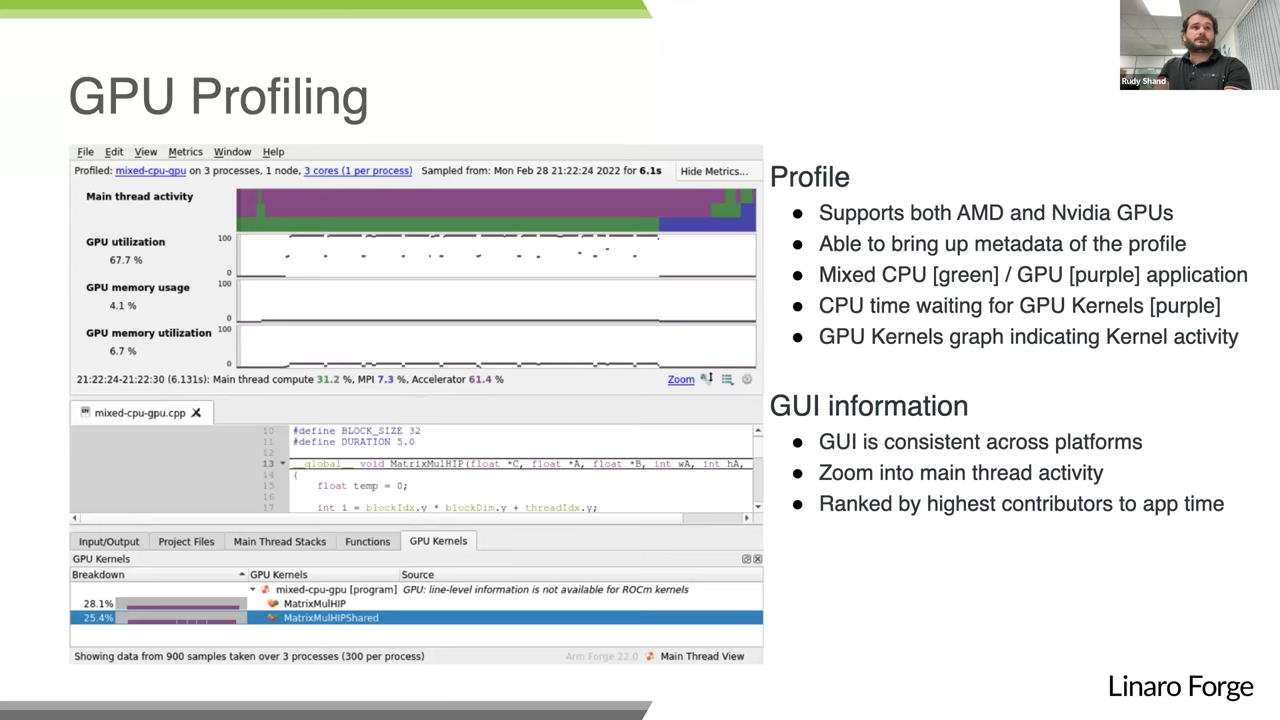 GPU Profiling
Rudy Shand
File Edit View Metrics Window Help
Profiled: mixed-cpu-gpu on 3 processes, 1 node, 3 cores (1 per process) Sampled from: Mon Feb 28 21:22:24 2022 for 6.1s Hide Metrics...
Main thread activity
GPU utilization 100
67.7 %
0
GPU memory usage 100
4.1 %
0
GPU memory utilization 100
6.7 %
0
21:22:24-21:22:30 (6.131s): Main thread compute 31.2 %, MPI 7.3 %, Accelerator 61.4 % Zoom
mixed-cpu-gpu.cpp X
10 #define BLOCK_SIZE 32
11 #define DURATION 5.0
12
13 __global__ void MatrixMulHIP(float *C, float *A, float *B, int wA, int hA,
14 {
15 float temp = 0;
16
17 int i = blockIdx.y * blockDim.y + threadIdx.y;
Input/Output Project Files Main Thread Stacks Functions GPU Kernels
GPU Kernels
Breakdown GPU Kernels Source
mixed-cpu-gpu [program] GPU: line-level information is not available for ROCm kernels
28.1% MatrixMulHIP
25.4% MatrixMulHIPShared
Showing data from 900 samples taken over 3 processes (300 per process) Arm Forge 22.0 Main Thread View
Profile
● Supports both AMD and Nvidia GPUs
● Able to bring up metadata of the profile
● Mixed CPU [green] / GPU [purple] application
● CPU time waiting for GPU Kernels [purple]
● GPU Kernels graph indicating Kernel activity
GUI information
● GUI is consistent across platforms
● Zoom into main thread activity
● Ranked by highest contributors to app time
Linaro Forge